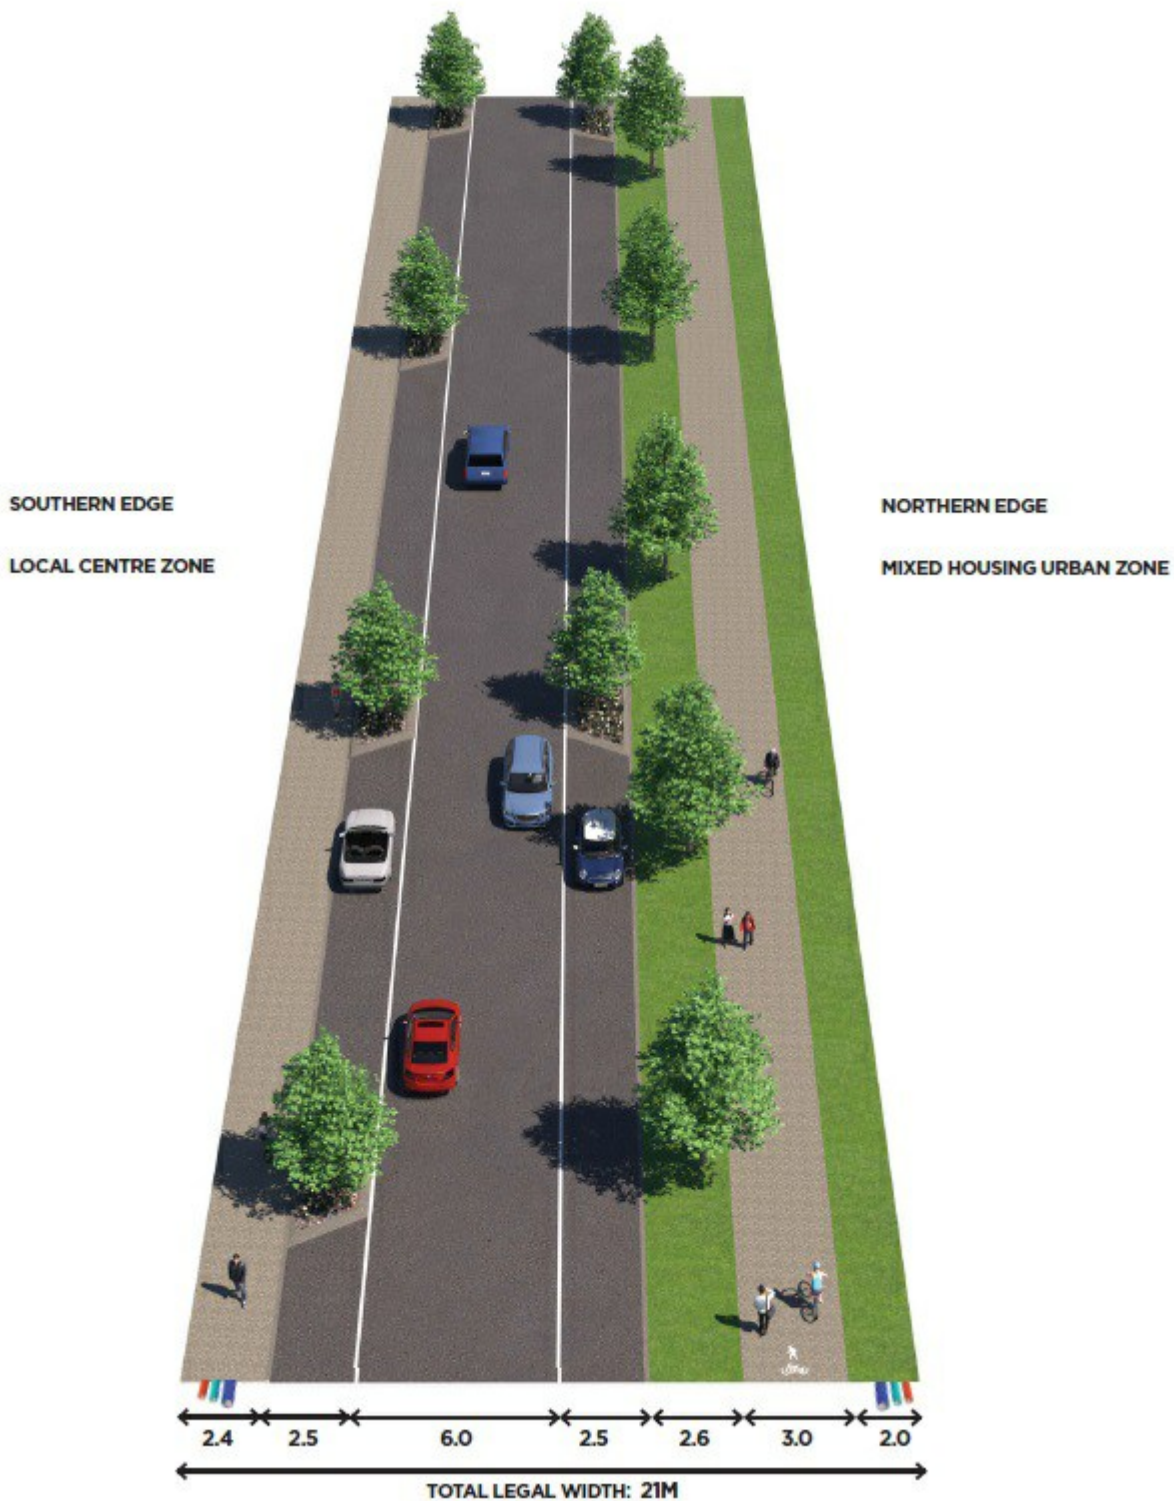 SOUTHERN EDGE
NORTHERN EDGE
LOCAL CENTRE ZONE
MIXED HOUSING URBAN ZONE
2.4 2.5 6.0 2.5 2.6 3.0 2.0
TOTAL LEGAL WIDTH: 21M